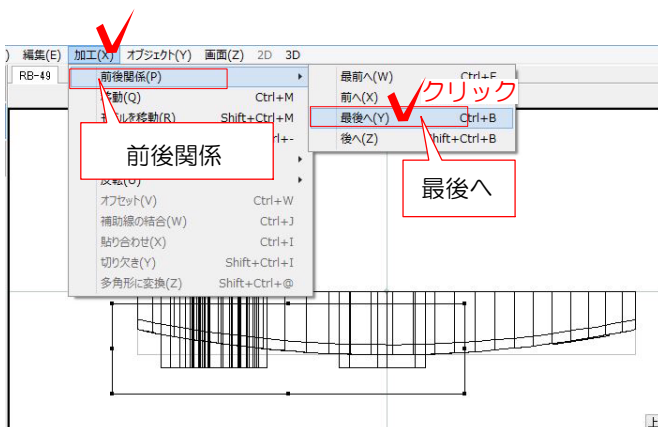 ) 編集(E) 加工(X) オブジェクト(Y) 画面(Z) 2D 3D
RB-49
前後関係(P)
移動(Q) Ctrl+M
Shift+Ctrl+M
前後関係
反転(U)
オフセット(V) Ctrl+W
補助線の結合(W) Ctrl+J
貼り合わせ(X) Ctrl+I
切り欠き(Y) Shift+Ctrl+I
多角形に変換(Z) Shift+Ctrl+@
最前へ(W) Ctrl+F
前へ(X)
クリック
最後へ(Y) Ctrl+B
後へ(Z) Shift+Ctrl+B
最後へ
上